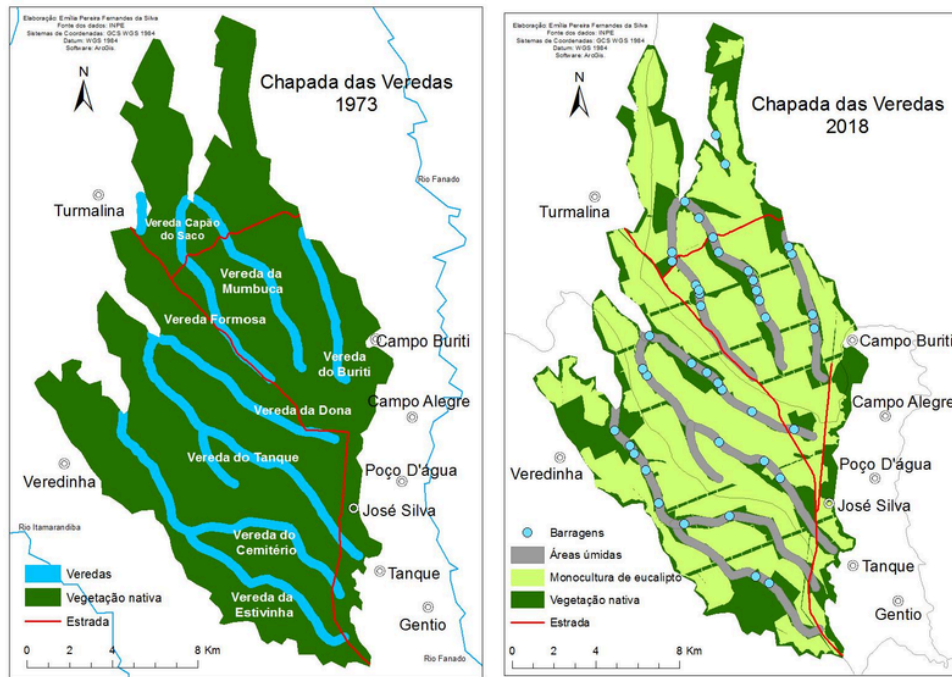 Elaboração: Emília Pereira Fernandes da Silva
Fonte dos dados: INPE
Sistemas de Coordenadas: GCS WGS 1984
Datum: WGS 1984
Software: ArcGis.
N
Chapada das Veredas
1973
Rio Fanado
Turmalina
Vereda Capão
do Saco
Vereda da
Mumbuca
Vereda Formosa
Vereda
do Buriti
Campo Buriti
Vereda da Dona
Campo Alegre
Vereda do Tanque
Veredinha
Poço D'água
José Silva
Rio Itamarandiba
Vereda do
Cemitério
Veredas
Vegetação nativa
Estrada
Vereda da
Estivinha
Tanque
Gentio
0 4 8 Km
Rio Fanado
Elaboração: Emília Pereira Fernandes da Silva
Fonte dos dados: INPE
Sistemas de Coordenadas: GCS WGS 1984
Datum: WGS 1984
Software: ArcGis.
N
Chapada das Veredas
2018
Turmalina
Campo Buriti
Campo Alegre
Veredinha
Poço D'água
José Silva
Barragens
Áreas úmidas
Monocultura de eucalipto
Vegetação nativa
Estrada
Tanque
Gentio
0 4 8 Km